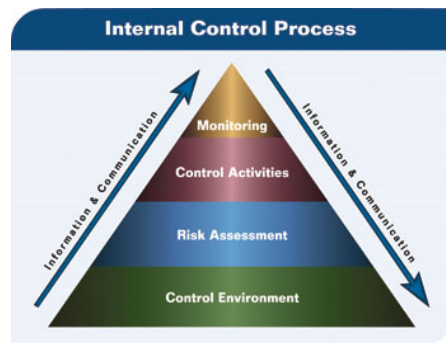 Internal Control Process
Information & Communication
Information & Communication
Monitoring
Control Activities
Risk Assessment
Control Environment